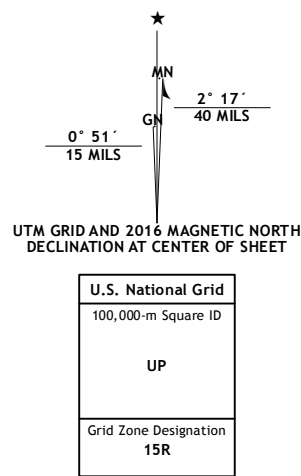 ★
MN
GN
2° 17´
40 MILS
0° 51´
15 MILS
UTM GRID AND 2016 MAGNETIC NORTH
DECLINATION AT CENTER OF SHEET
U.S. National Grid
100,000-m Square ID
UP
Grid Zone Designation
15R